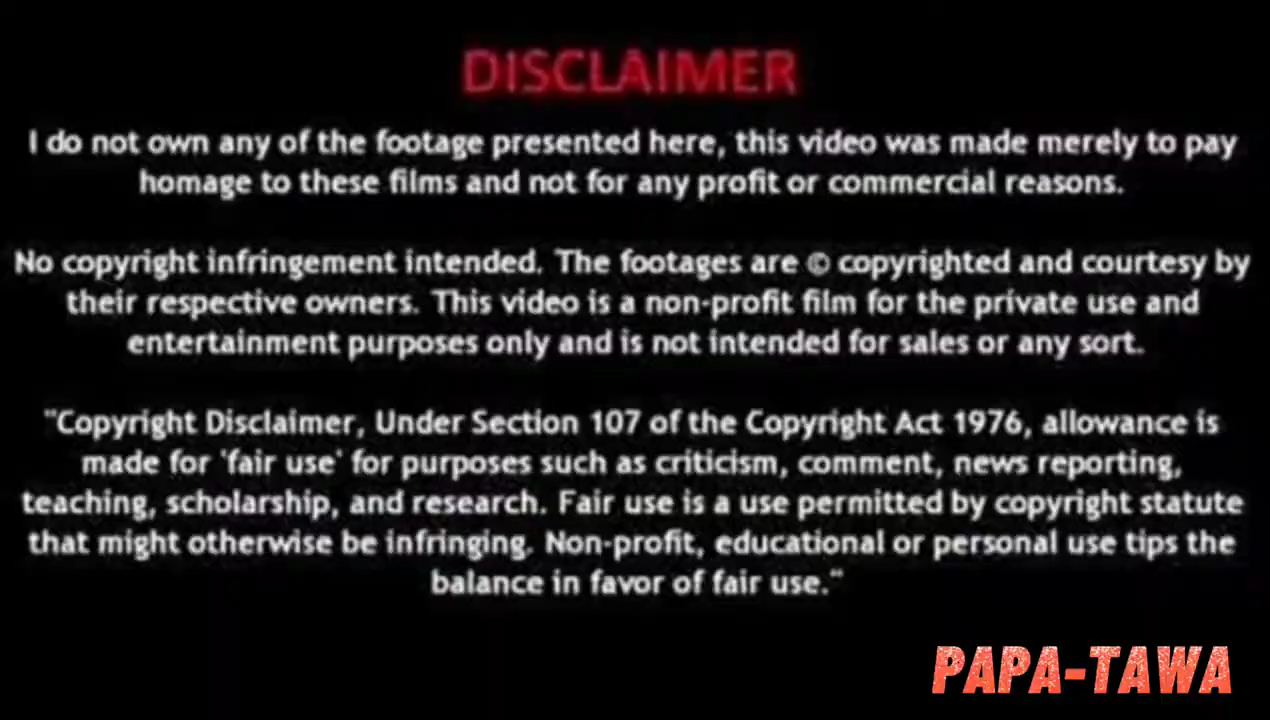 DISCLAIMER
I do not own any of the footage presented here, this video was made merely to pay
homage to these films and not for any profit or commercial reasons.
No copyright infringement intended. The footages are © copyrighted and courtesy by
their respective owners. This video is a non-profit film for the private use and
entertainment purposes only and is not intended for sales or any sort.
"Copyright Disclaimer, Under Section 107 of the Copyright Act 1976, allowance is
made for 'fair use' for purposes such as criticism, comment, news reporting,
teaching, scholarship, and research. Fair use is a use permitted by copyright statute
that might otherwise be infringing. Non-profit, educational or personal use tips the
balance in favor of fair use."
PAPA-TAWA